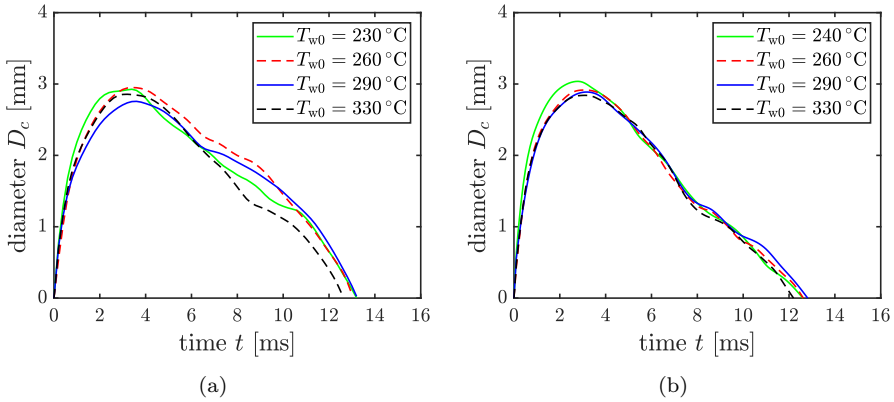 4
3
2
1
0
diameter D_c [mm]
T_w0 = 230 °C
T_w0 = 260 °C
T_w0 = 290 °C
T_w0 = 330 °C
0 2 4 6 8 10 12 14 16
time t [ms]
(a)
4
3
2
1
0
diameter D_c [mm]
T_w0 = 240 °C
T_w0 = 260 °C
T_w0 = 290 °C
T_w0 = 330 °C
0 2 4 6 8 10 12 14 16
time t [ms]
(b)